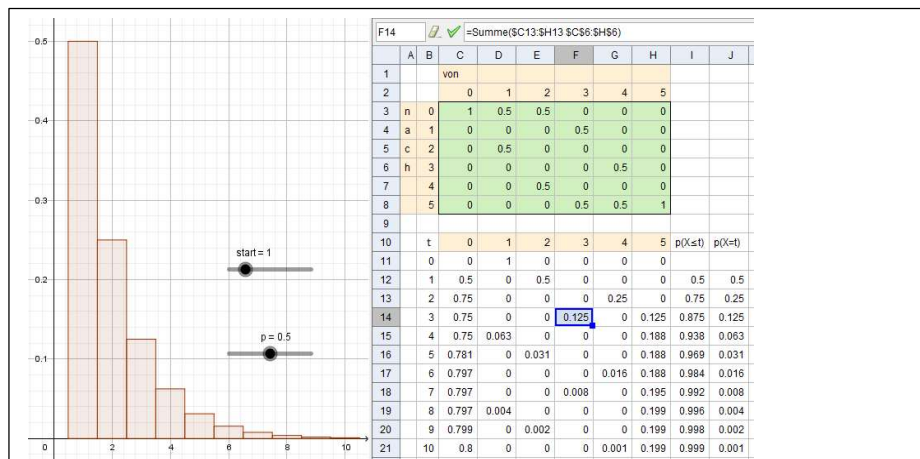 0.5
0.4
0.3
0.2
0.1
0
0 2 4 6 8 10
start = 1
p = 0.5
F14 =Summe($C13:$H13 $C$6:$H$6)
A B C D E F G H I J
1 von
2 0 1 2 3 4 5
3 n 0 1 0.5 0.5 0 0 0
4 a 1 0 0 0 0.5 0 0
5 c 2 0 0.5 0 0 0 0
6 h 3 0 0 0 0 0.5 0
7 4 0 0 0.5 0 0 0
8 5 0 0 0 0.5 0.5 1
9
10 t 0 1 2 3 4 5 p(X≤t) p(X=t)
11 0 0 1 0 0 0 0
12 1 0.5 0 0.5 0 0 0 0.5 0.5
13 2 0.75 0 0 0 0.25 0 0.75 0.25
14 3 0.75 0 0 0.125 0 0.125 0.875 0.125
15 4 0.75 0.063 0 0 0 0.188 0.938 0.063
16 5 0.781 0 0.031 0 0 0.188 0.969 0.031
17 6 0.797 0 0 0 0.016 0.188 0.984 0.016
18 7 0.797 0 0 0.008 0 0.195 0.992 0.008
19 8 0.797 0.004 0 0 0 0.199 0.996 0.004
20 9 0.799 0 0.002 0 0 0.199 0.998 0.002
21 10 0.8 0 0 0 0.001 0.199 0.999 0.001